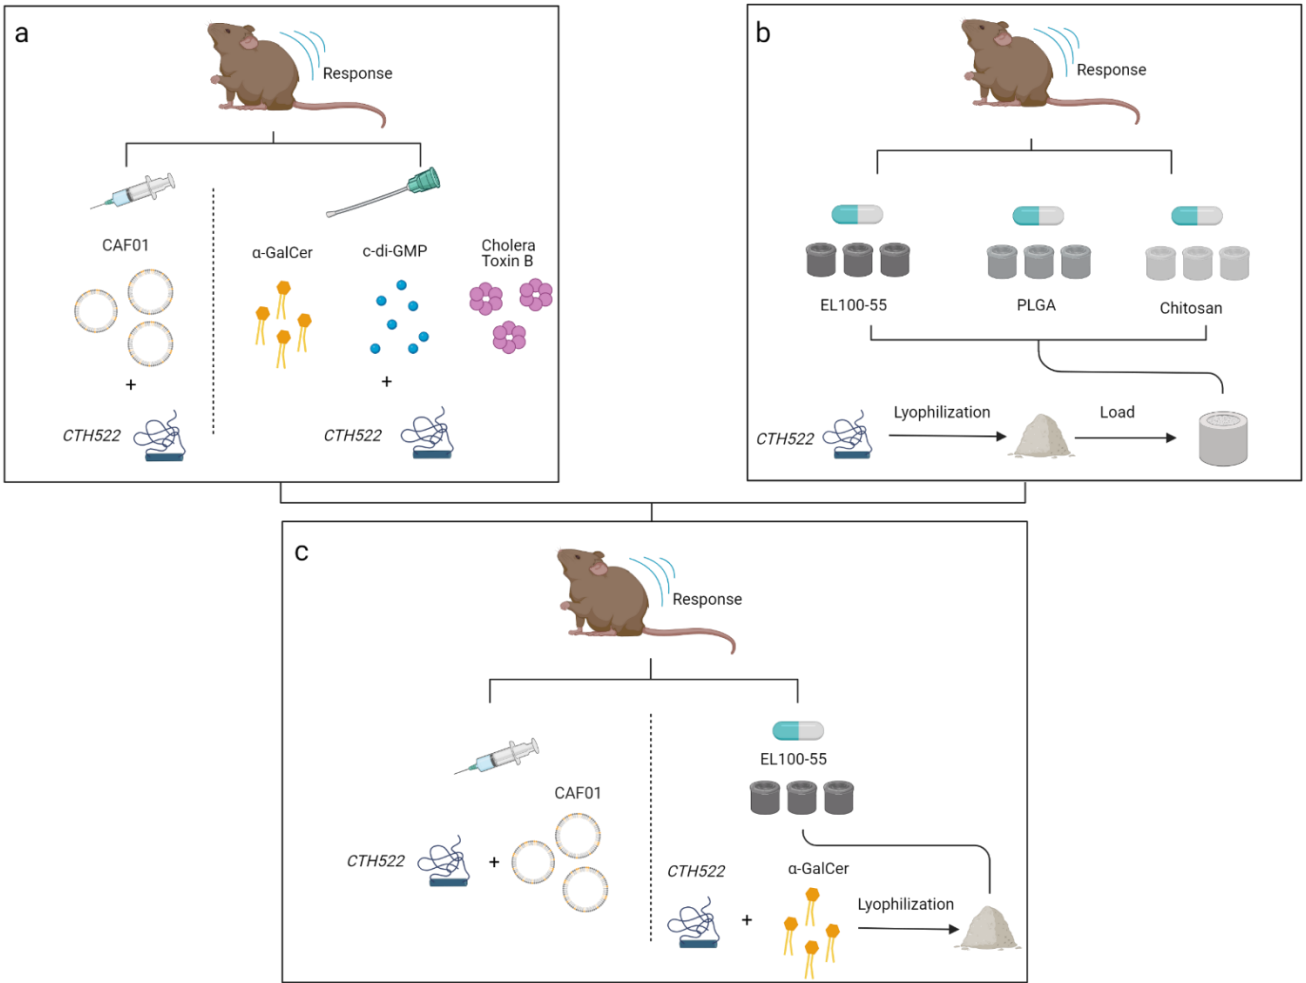 a
Response
CAF01
α-GalCer
c-di-GMP
Cholera
Toxin B
+
+
CTH522
CTH522
b
Response
EL100-55
PLGA
Chitosan
CTH522
Lyophilization
Load
c
Response
CAF01
CTH522
+
EL100-55
CTH522
+
α-GalCer
Lyophilization